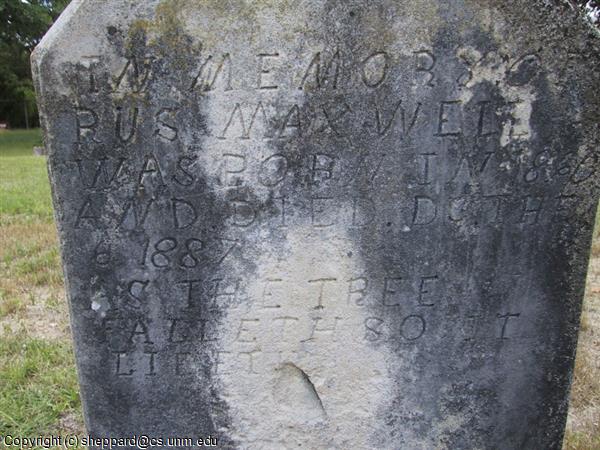 IN MEMORY OF
RUS MAXWELL
WAS BORN IN 1860
AND DIED. DC THE
6 1887
AS THE TREE
FALLETH SO IT
LIETH
Copyright (c) sheppard@cs.unm.edu